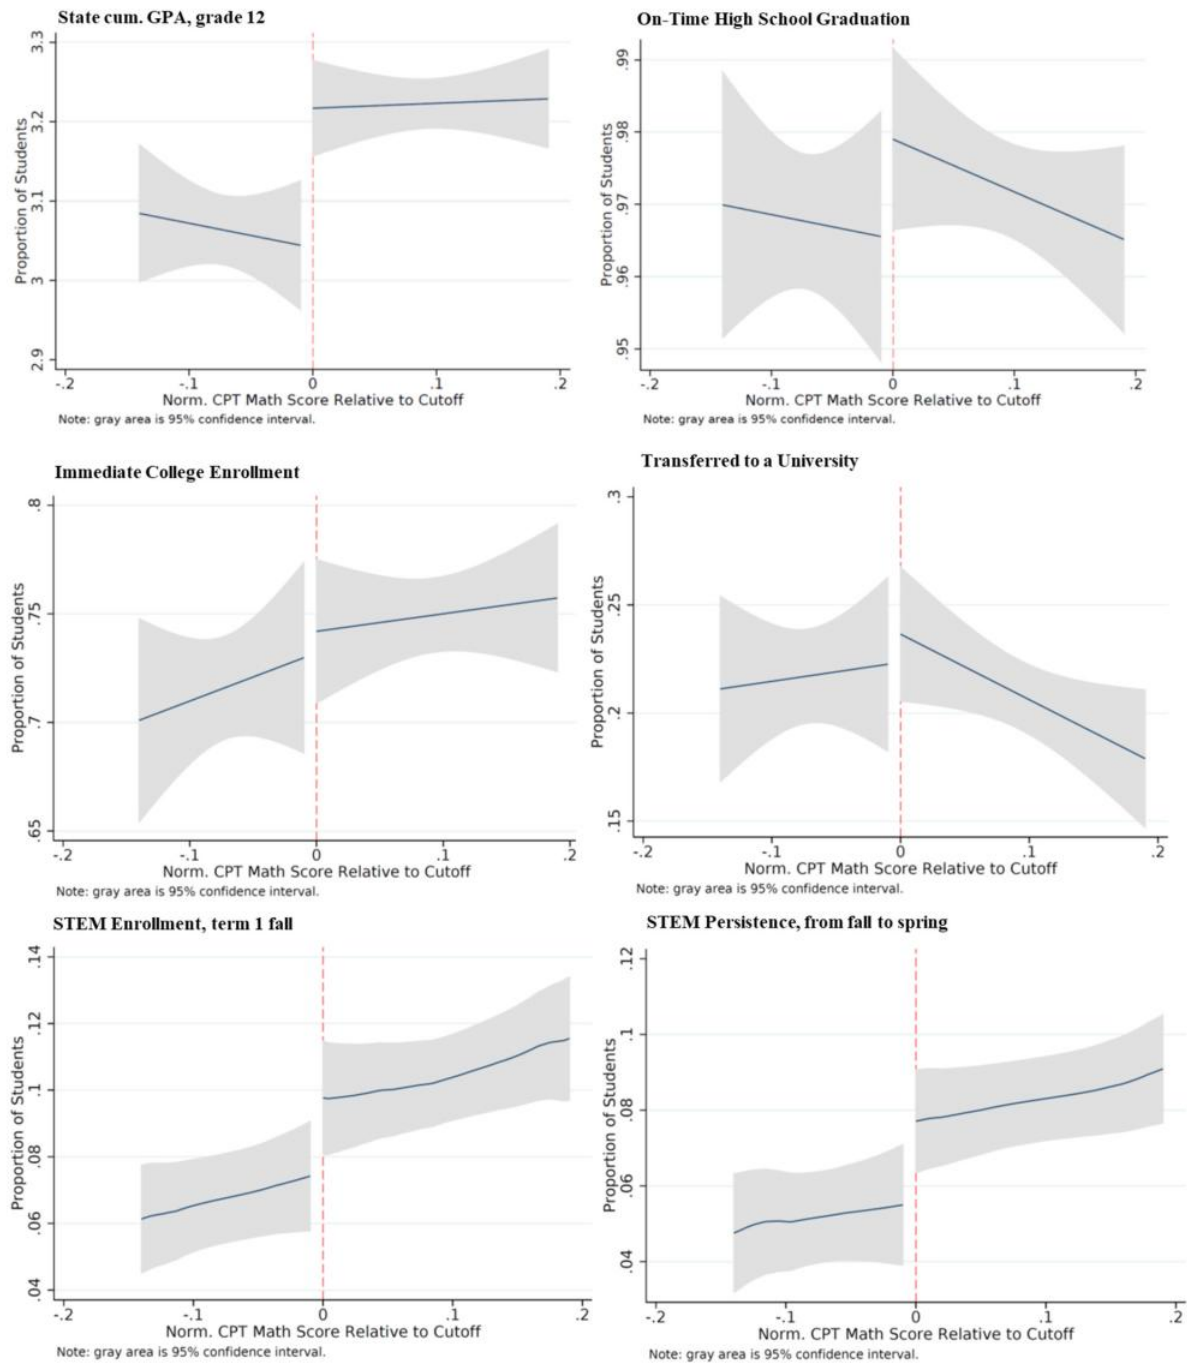 State cum. GPA, grade 12
Proportion of Students
3.3
3.2
3.1
3
2.9
-.2 -.1 0 .1 .2
Norm. CPT Math Score Relative to Cutoff
Note: gray area is 95% confidence interval.
On-Time High School Graduation
Proportion of Students
.99
.98
.97
.96
.95
-.2 -.1 0 .1 .2
Norm. CPT Math Score Relative to Cutoff
Note: gray area is 95% confidence interval.
Immediate College Enrollment
Proportion of Students
.8
.75
.7
.65
-.2 -.1 0 .1 .2
Norm. CPT Math Score Relative to Cutoff
Note: gray area is 95% confidence interval.
Transferred to a University
Proportion of Students
.3
.25
.2
.15
-.2 -.1 0 .1 .2
Norm. CPT Math Score Relative to Cutoff
Note: gray area is 95% confidence interval.
STEM Enrollment, term 1 fall
Proportion of Students
.14
.12
.1
.08
.06
.04
-.2 -.1 0 .1 .2
Norm. CPT Math Score Relative to Cutoff
Note: gray area is 95% confidence interval.
STEM Persistence, from fall to spring
Proportion of Students
.12
.1
.08
.06
.04
-.2 -.1 0 .1 .2
Norm. CPT Math Score Relative to Cutoff
Note: gray area is 95% confidence interval.